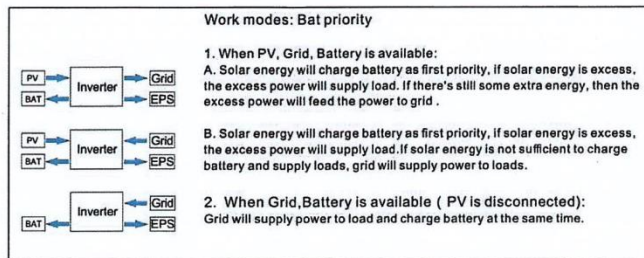 Work modes: Bat priority
1. When PV, Grid, Battery is available:
A. Solar energy will charge battery as first priority, if solar energy is excess,
the excess power will supply load. If there's still some extra energy, then the
excess power will feed the power to grid .
PV
BAT
Inverter
Grid
EPS
B. Solar energy will charge battery as first priority, if solar energy is excess,
the excess power will supply load.If solar energy is not sufficient to charge
battery and supply loads, grid will supply power to loads.
PV
BAT
Inverter
Grid
EPS
2. When Grid,Battery is available ( PV is disconnected):
Grid will supply power to load and charge battery at the same time.
BAT
Inverter
Grid
EPS